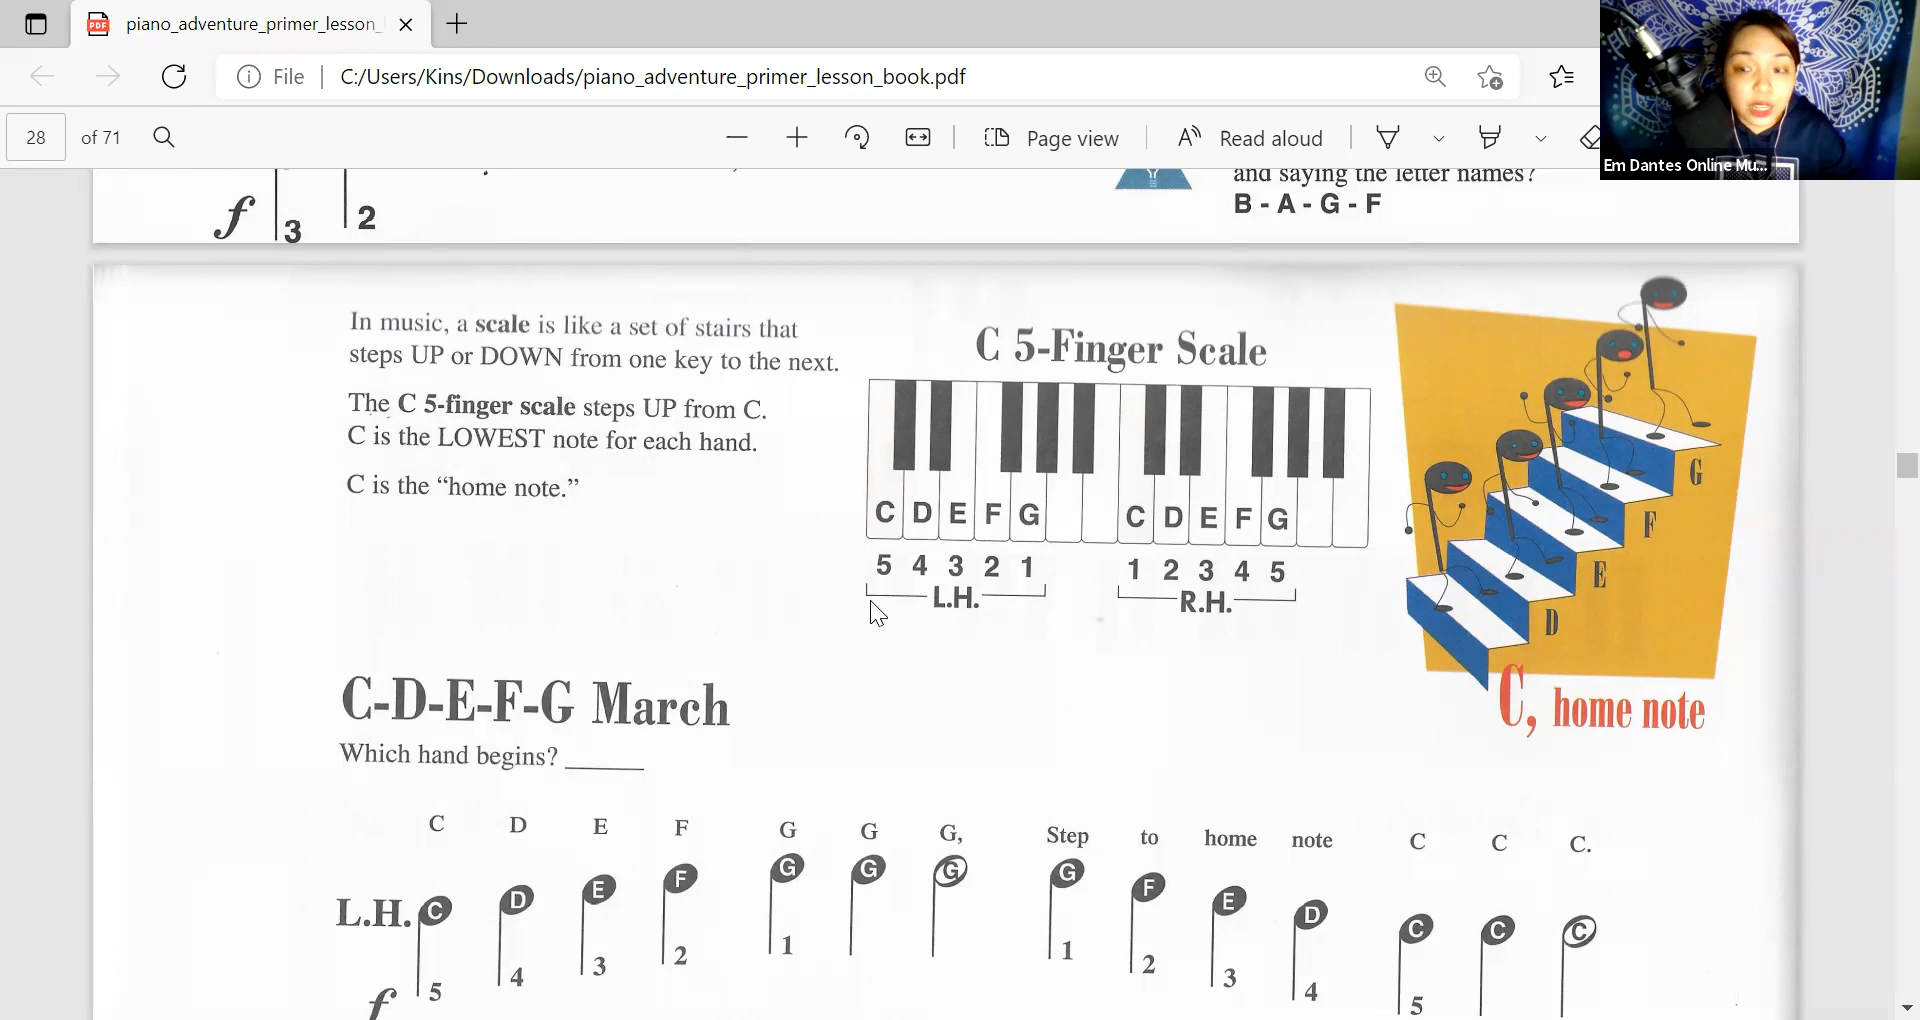 piano_adventure_primer_lesson_
File
C:/Users/Kins/Downloads/piano_adventure_primer_lesson_book.pdf
28 of 71
Page view
Read aloud
Em Dantes Online Mu...
and saying the letter names?
B - A - G - F
f 3 2
In music, a scale is like a set of stairs that
steps UP or DOWN from one key to the next.
The C 5-finger scale steps UP from C.
C is the LOWEST note for each hand.
C is the “home note.”
C 5-Finger Scale
C D E F G C D E F G
5 4 3 2 1 1 2 3 4 5
L.H. R.H.
G
F
E
D
C, home note
C-D-E-F-G March
Which hand begins? ______
C D E F G G G, Step to home note C C C.
L.H. C D E F G G G G F E D C C C
5 4 3 2 1 1 2 3 4 5
f